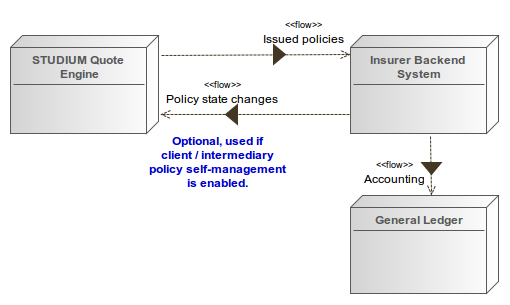 <<flow>>
Issued policies
STUDIUM Quote
Engine
Insurer Backend
System
<<flow>>
Policy state changes
Optional, used if
client / intermediary
policy self-management
is enabled.
<<flow>>
Accounting
General Ledger